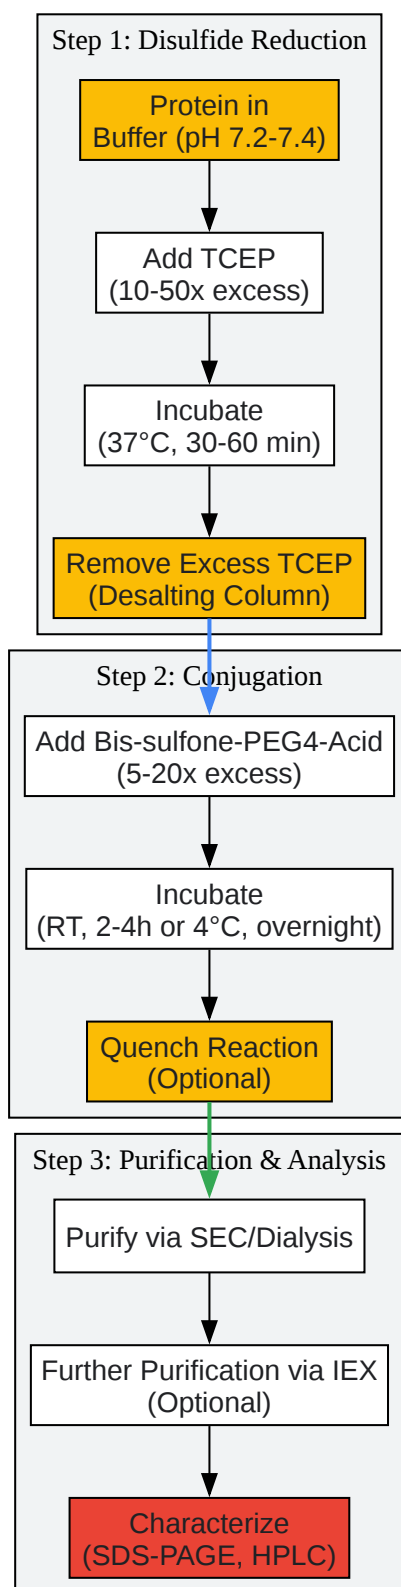 Step 1: Disulfide Reduction
Protein in
Buffer (pH 7.2-7.4)
Add TCEP
(10-50x excess)
Incubate
(37°C, 30-60 min)
Remove Excess TCEP
(Desalting Column)
Step 2: Conjugation
Add Bis-sulfone-PEG4-Acid
(5-20x excess)
Incubate
(RT, 2-4h or 4°C, overnight)
Quench Reaction
(Optional)
Step 3: Purification & Analysis
Purify via SEC/Dialysis
Further Purification via IEX
(Optional)
Characterize
(SDS-PAGE, HPLC)